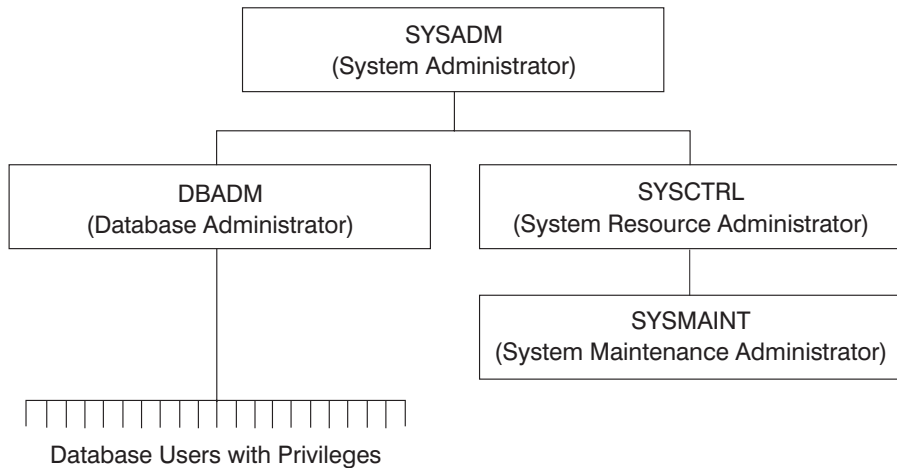 SYSADM
(System Administrator)
DBADM
(Database Administrator)
SYSCTRL
(System Resource Administrator)
SYSMAINT
(System Maintenance Administrator)
Database Users with Privileges